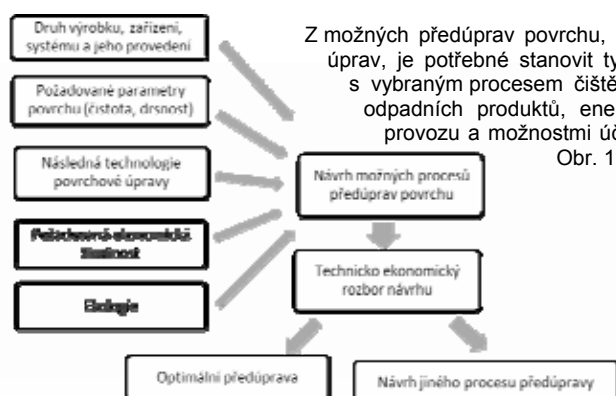 Druh výrobku, zařízení,
systému a jeho provedení
Požadované parametry
povrchu (čistota, drsnost)
Následná technologie
povrchové úpravy
Požadovaná ekonomická
Ekologie
Z možných předúprav povrchu,
úprav, je potřebné stanovit ty
s vybraným procesem čiště
odpadních produktů, ene
provozu a možnostmi úč
Obr. 1
Návrh možných procesů
předúprav povrchu
Technicko ekonomický
rozbor návrhu
Optimální předúprava
Návrh jiného procesu předúpravy